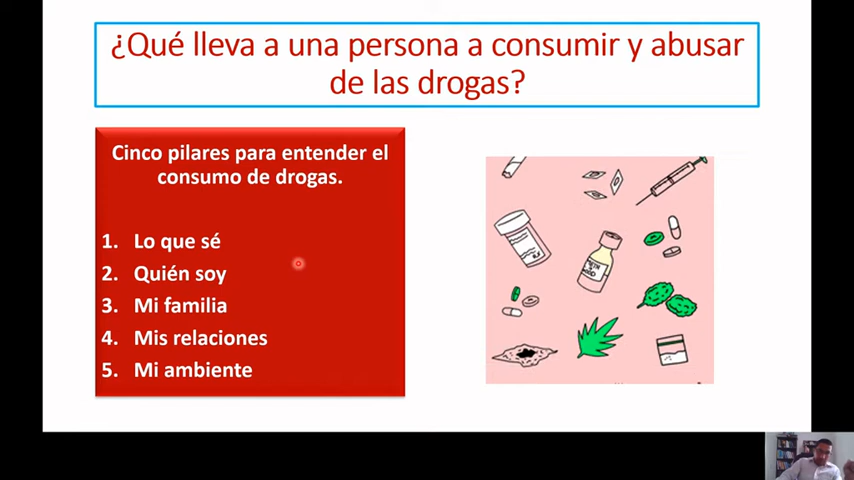 ¿Qué lleva a una persona a consumir y abusar
de las drogas?
Cinco pilares para entender el
consumo de drogas.
1. Lo que sé
2. Quién soy
3. Mi familia
4. Mis relaciones
5. Mi ambiente